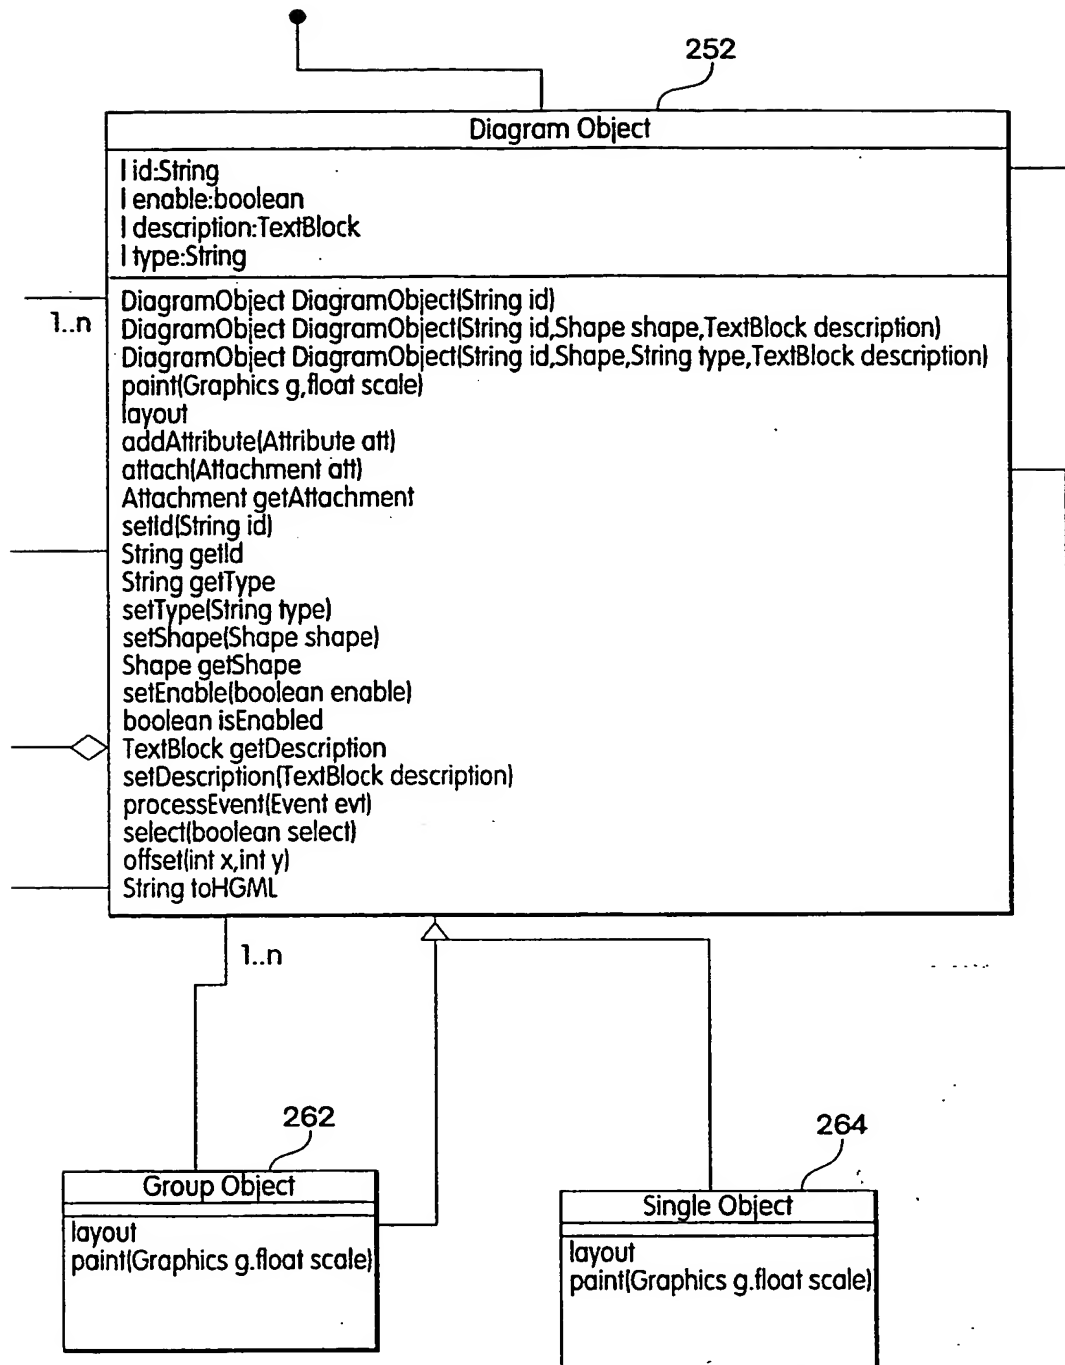 252
Diagram Object
I id:String
I enable:boolean
I description:TextBlock
I type:String
1..n
DiagramObject DiagramObject(String id)
DiagramObject DiagramObject(String id,Shape shape,TextBlock description)
DiagramObject DiagramObject(String id,Shape,String type,TextBlock description)
paint(Graphics g,float scale)
layout
addAttribute(Attribute att)
attach(Attachment att)
Attachment getAttachment
setId(String id)
String getId
String getType
setType(String type)
setShape(Shape shape)
Shape getShape
setEnable(boolean enable)
boolean isEnabled
TextBlock getDescription
setDescription(TextBlock description)
processEvent(Event evt)
select(boolean select)
offset(int x,int y)
String toHGML
1..n
262
Group Object
layout
paint(Graphics g.float scale)
264
Single Object
layout
paint(Graphics g.float scale)